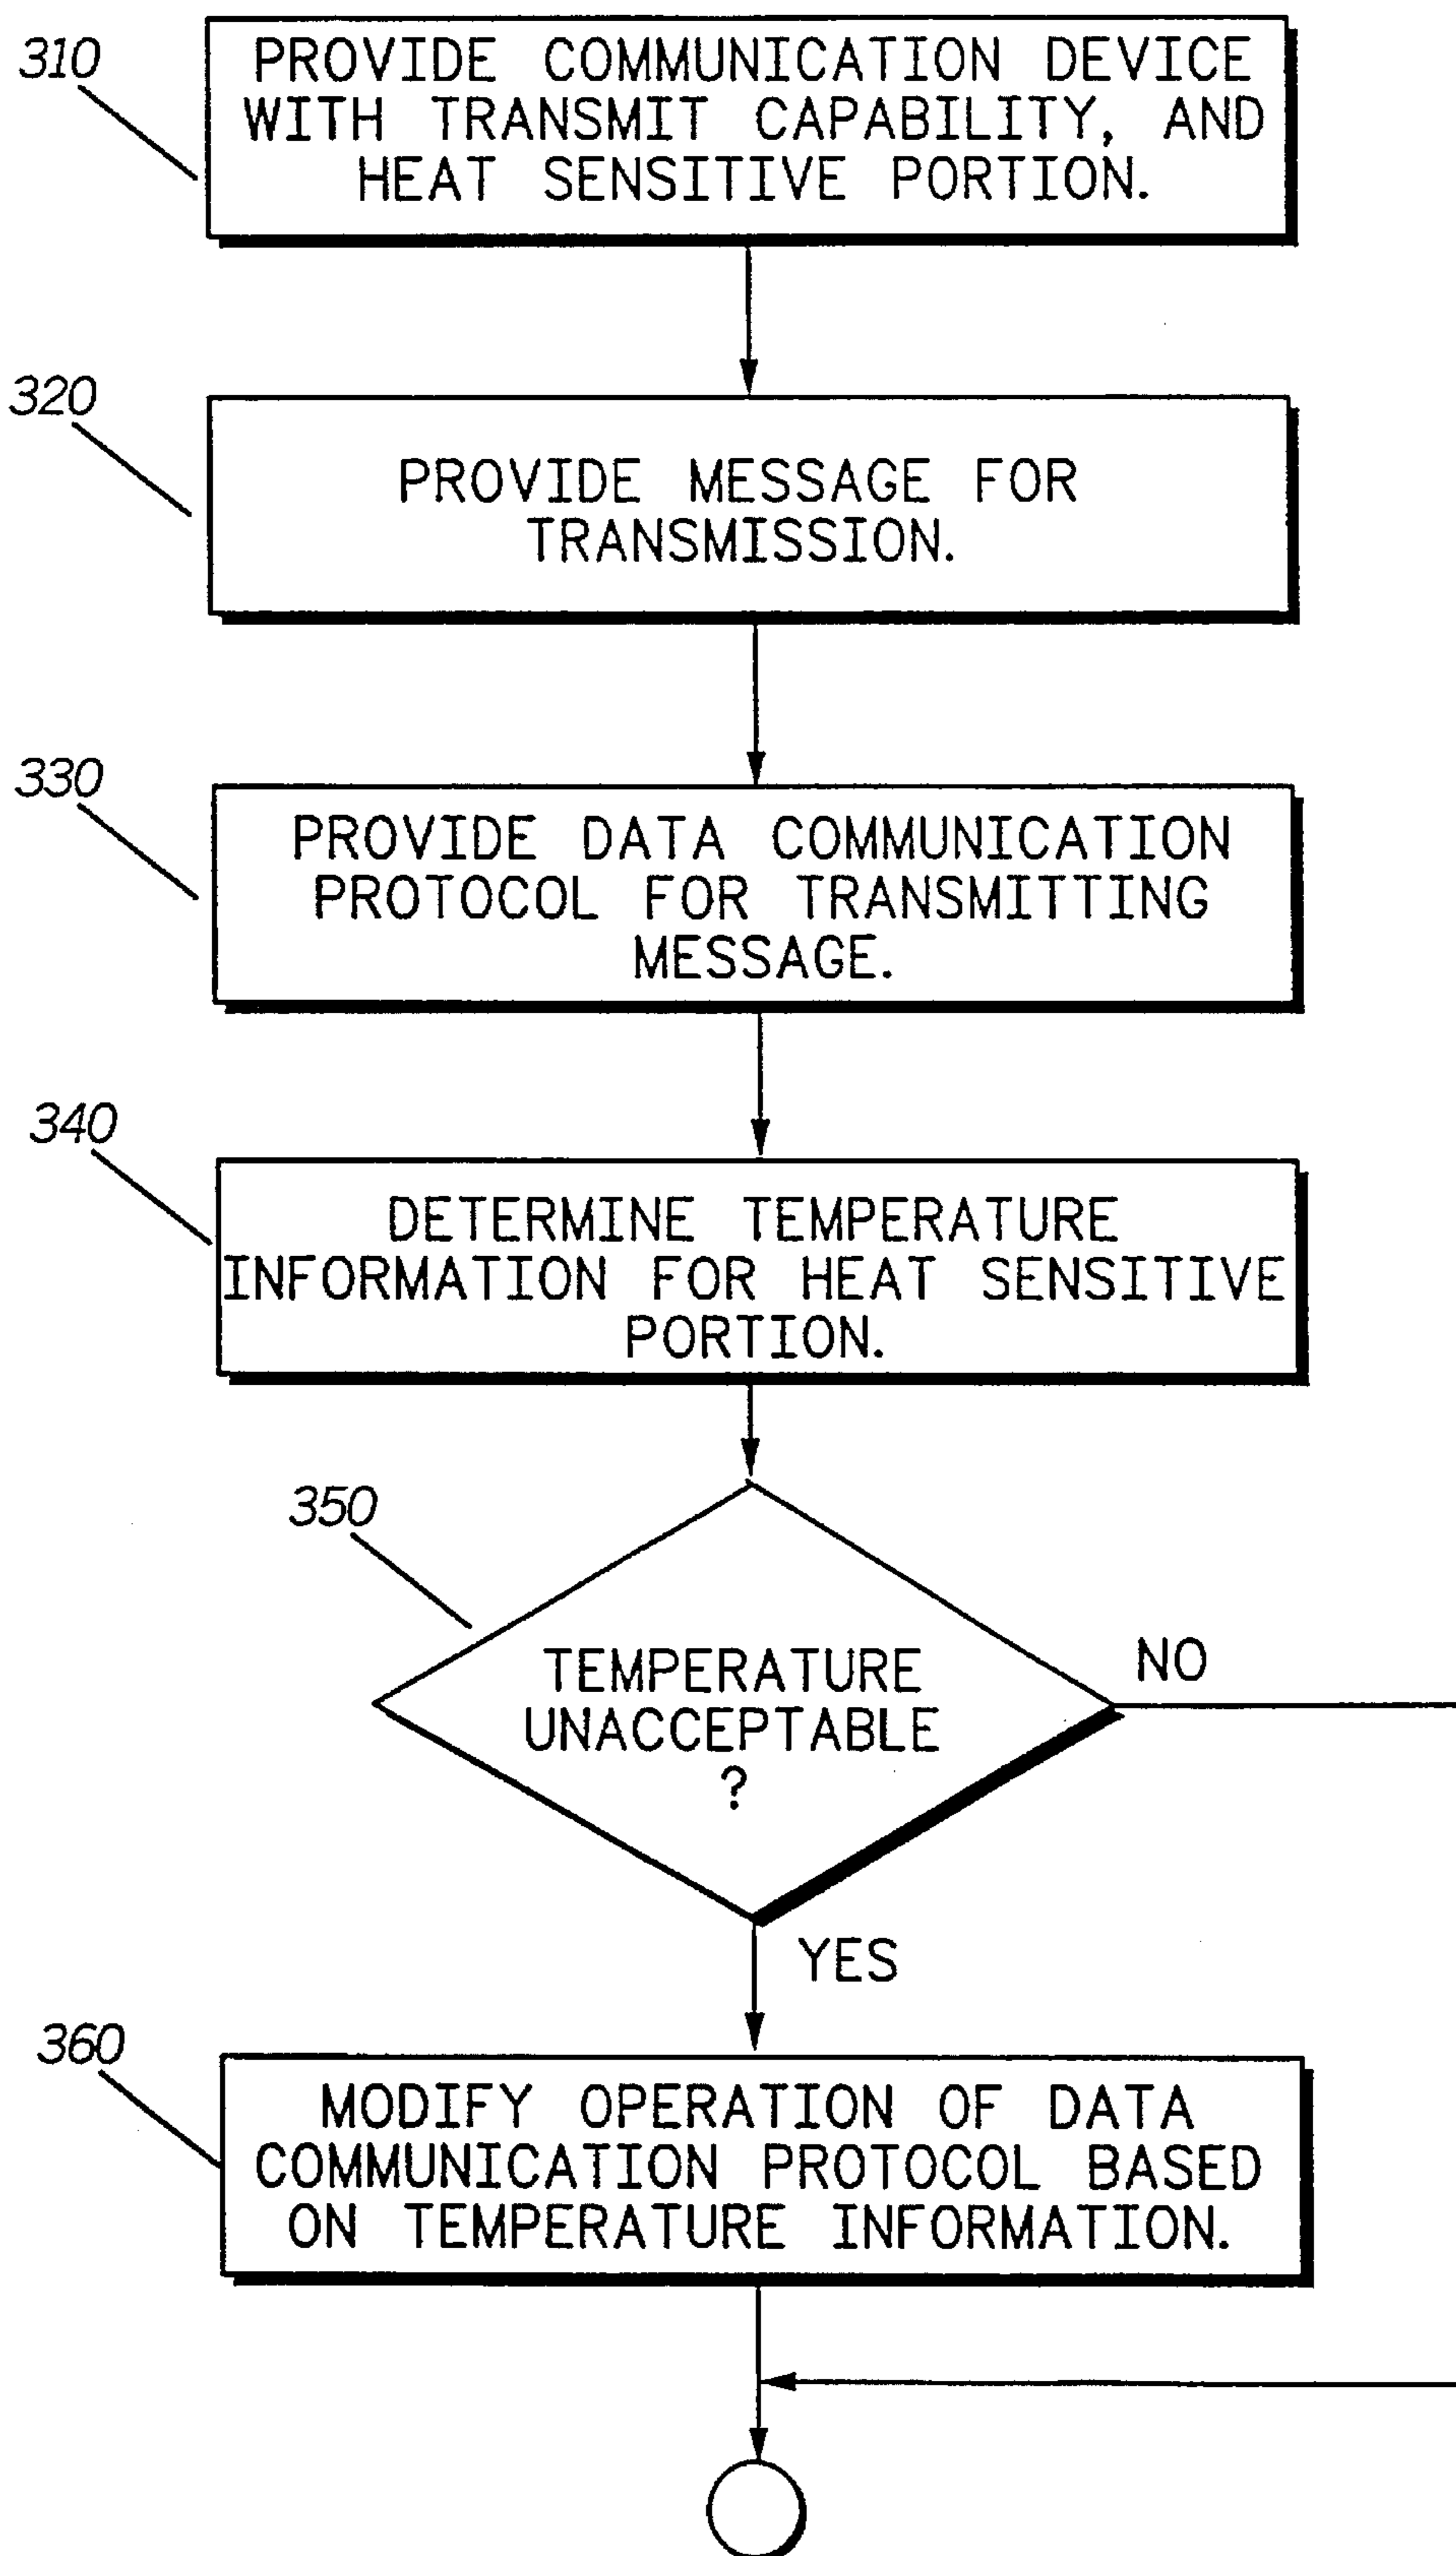 310
PROVIDE COMMUNICATION DEVICE
WITH TRANSMIT CAPABILITY, AND
HEAT SENSITIVE PORTION.
320
PROVIDE MESSAGE FOR
TRANSMISSION.
330
PROVIDE DATA COMMUNICATION
PROTOCOL FOR TRANSMITTING
MESSAGE.
340
DETERMINE TEMPERATURE
INFORMATION FOR HEAT SENSITIVE
PORTION.
350
TEMPERATURE
UNACCEPTABLE
?
NO
YES
360
MODIFY OPERATION OF DATA
COMMUNICATION PROTOCOL BASED
ON TEMPERATURE INFORMATION.